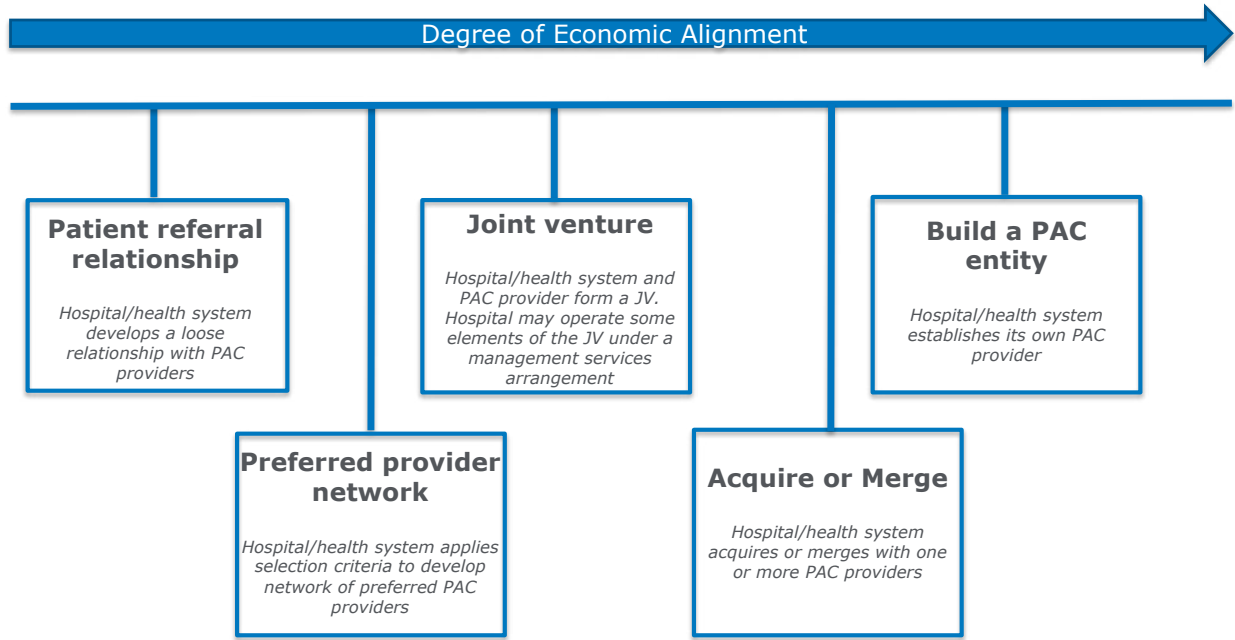 Degree of Economic Alignment
Patient referral
relationship
Hospital/health system
develops a loose
relationship with PAC
providers
Preferred provider
network
Hospital/health system applies
selection criteria to develop
network of preferred PAC
providers
Joint venture
Hospital/health system and
PAC provider form a JV.
Hospital may operate some
elements of the JV under a
management services
arrangement
Acquire or Merge
Hospital/health system
acquires or merges with one
or more PAC providers
Build a PAC
entity
Hospital/health system
establishes its own PAC
provider